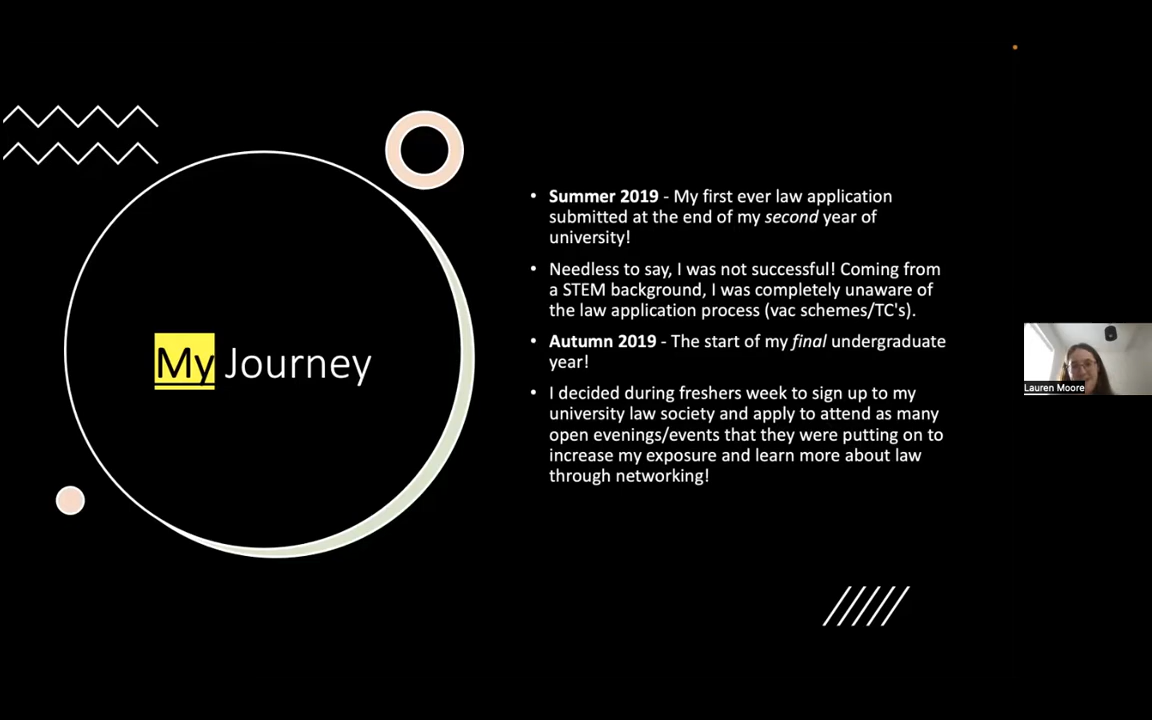 My Journey
• Summer 2019 - My first ever law application
submitted at the end of my second year of
university!
• Needless to say, I was not successful! Coming from
a STEM background, I was completely unaware of
the law application process (vac schemes/TC's).
• Autumn 2019 - The start of my final undergraduate
year!
• I decided during freshers week to sign up to my
university law society and apply to attend as many
open evenings/events that they were putting on to
increase my exposure and learn more about law
through networking!
Lauren Moore